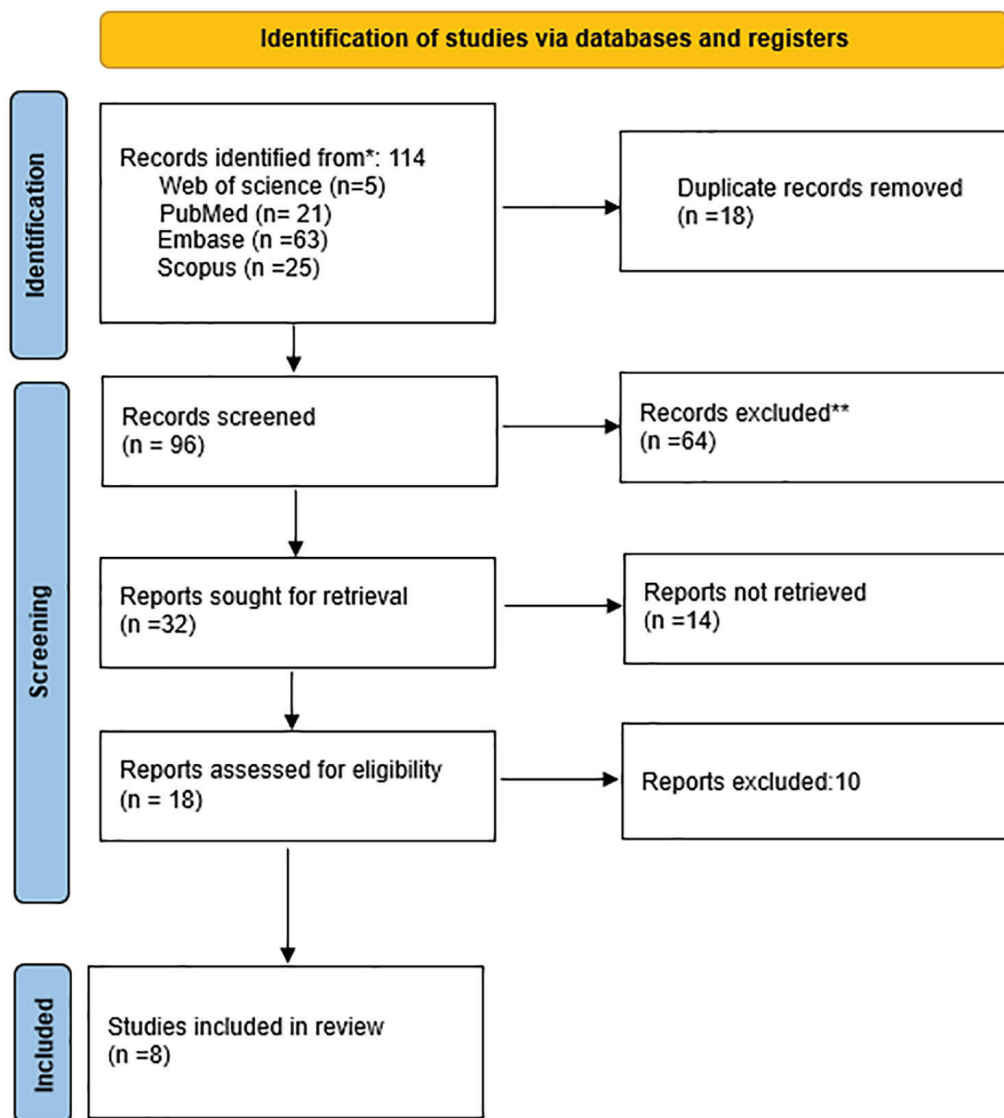 Identification of studies via databases and registers
Identification
Records identified from*: 114
Web of science (n=5)
PubMed (n= 21)
Embase (n =63)
Scopus (n =25)
Duplicate records removed
(n =18)
Screening
Records screened
(n = 96)
Records excluded**
(n =64)
Reports sought for retrieval
(n =32)
Reports not retrieved
(n =14)
Reports assessed for eligibility
(n = 18)
Reports excluded:10
Included
Studies included in review
(n =8)